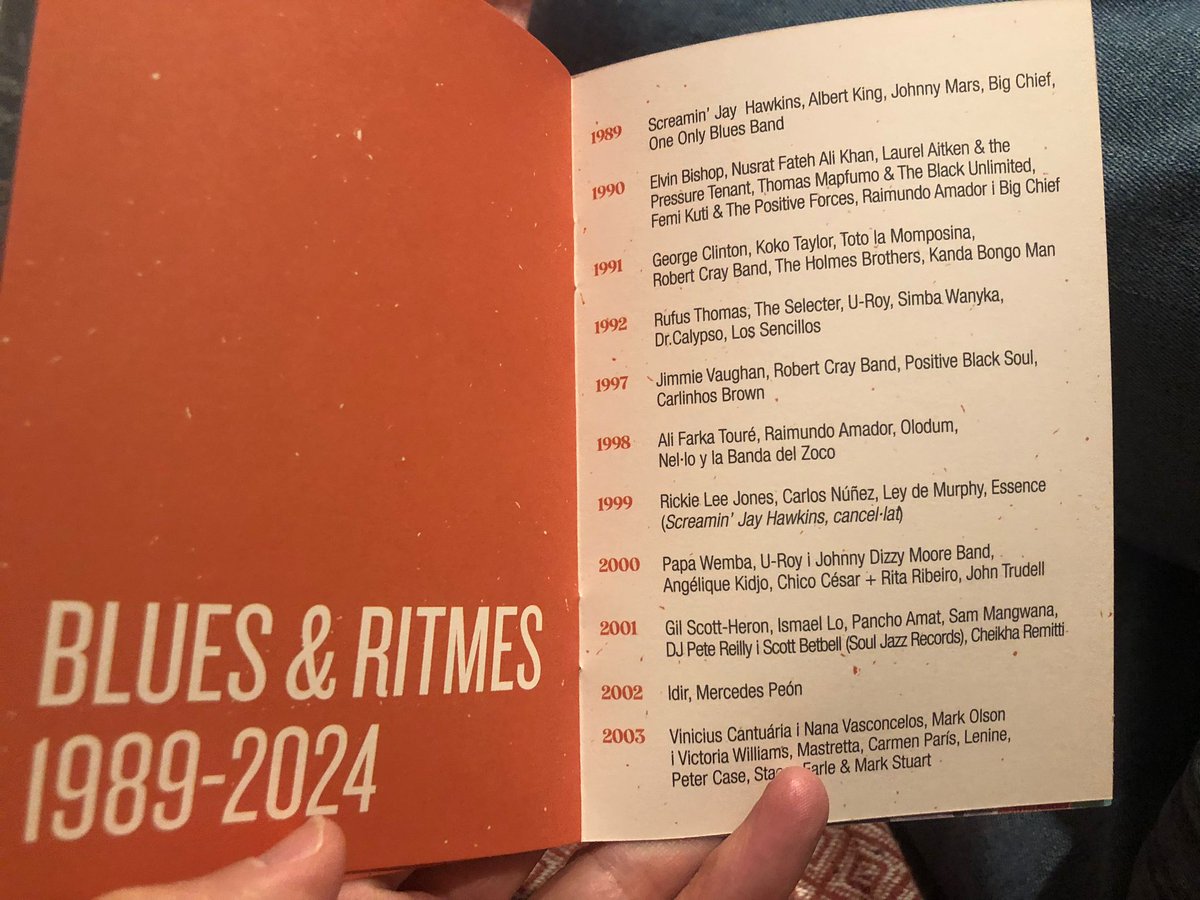 BLUES & RITMES
1989-2024
1989 Screamin' Jay Hawkins, Albert King, Johnny Mars, Big Chief,
One Only Blues Band
1990 Elvin Bishop, Nusrat Fateh Ali Khan, Laurel Aitken & the
Pressure Tenant, Thomas Mapfumo & The Black Unlimited,
Femi Kuti & The Positive Forces, Raimundo Amador i Big Chief
1991 George Clinton, Koko Taylor, Toto la Momposina,
Robert Cray Band, The Holmes Brothers, Kanda Bongo Man
1992 Rufus Thomas, The Selecter, U-Roy, Simba Wanyka,
Dr.Calypso, Los Sencillos
1997 Jimmie Vaughan, Robert Cray Band, Positive Black Soul,
Carlinhos Brown
1998 Ali Farka Touré, Raimundo Amador, Olodum,
Nel·lo y la Banda del Zoco
1999 Rickie Lee Jones, Carlos Núñez, Ley de Murphy, Essence
(Screamin' Jay Hawkins, cancel·lat)
2000 Papa Wemba, U-Roy i Johnny Dizzy Moore Band,
Angélique Kidjo, Chico César + Rita Ribeiro, John Trudell
2001 Gil Scott-Heron, Ismael Lo, Pancho Amat, Sam Mangwana,
DJ Pete Reilly i Scott Betbell (Soul Jazz Records), Cheikha Remitti
2002 Idir, Mercedes Peón
2003 Vinicius Cantuária i Nana Vasconcelos, Mark Olson
i Victoria Williams, Mastretta, Carmen París, Lenine,
Peter Case, Earle & Mark Stuart